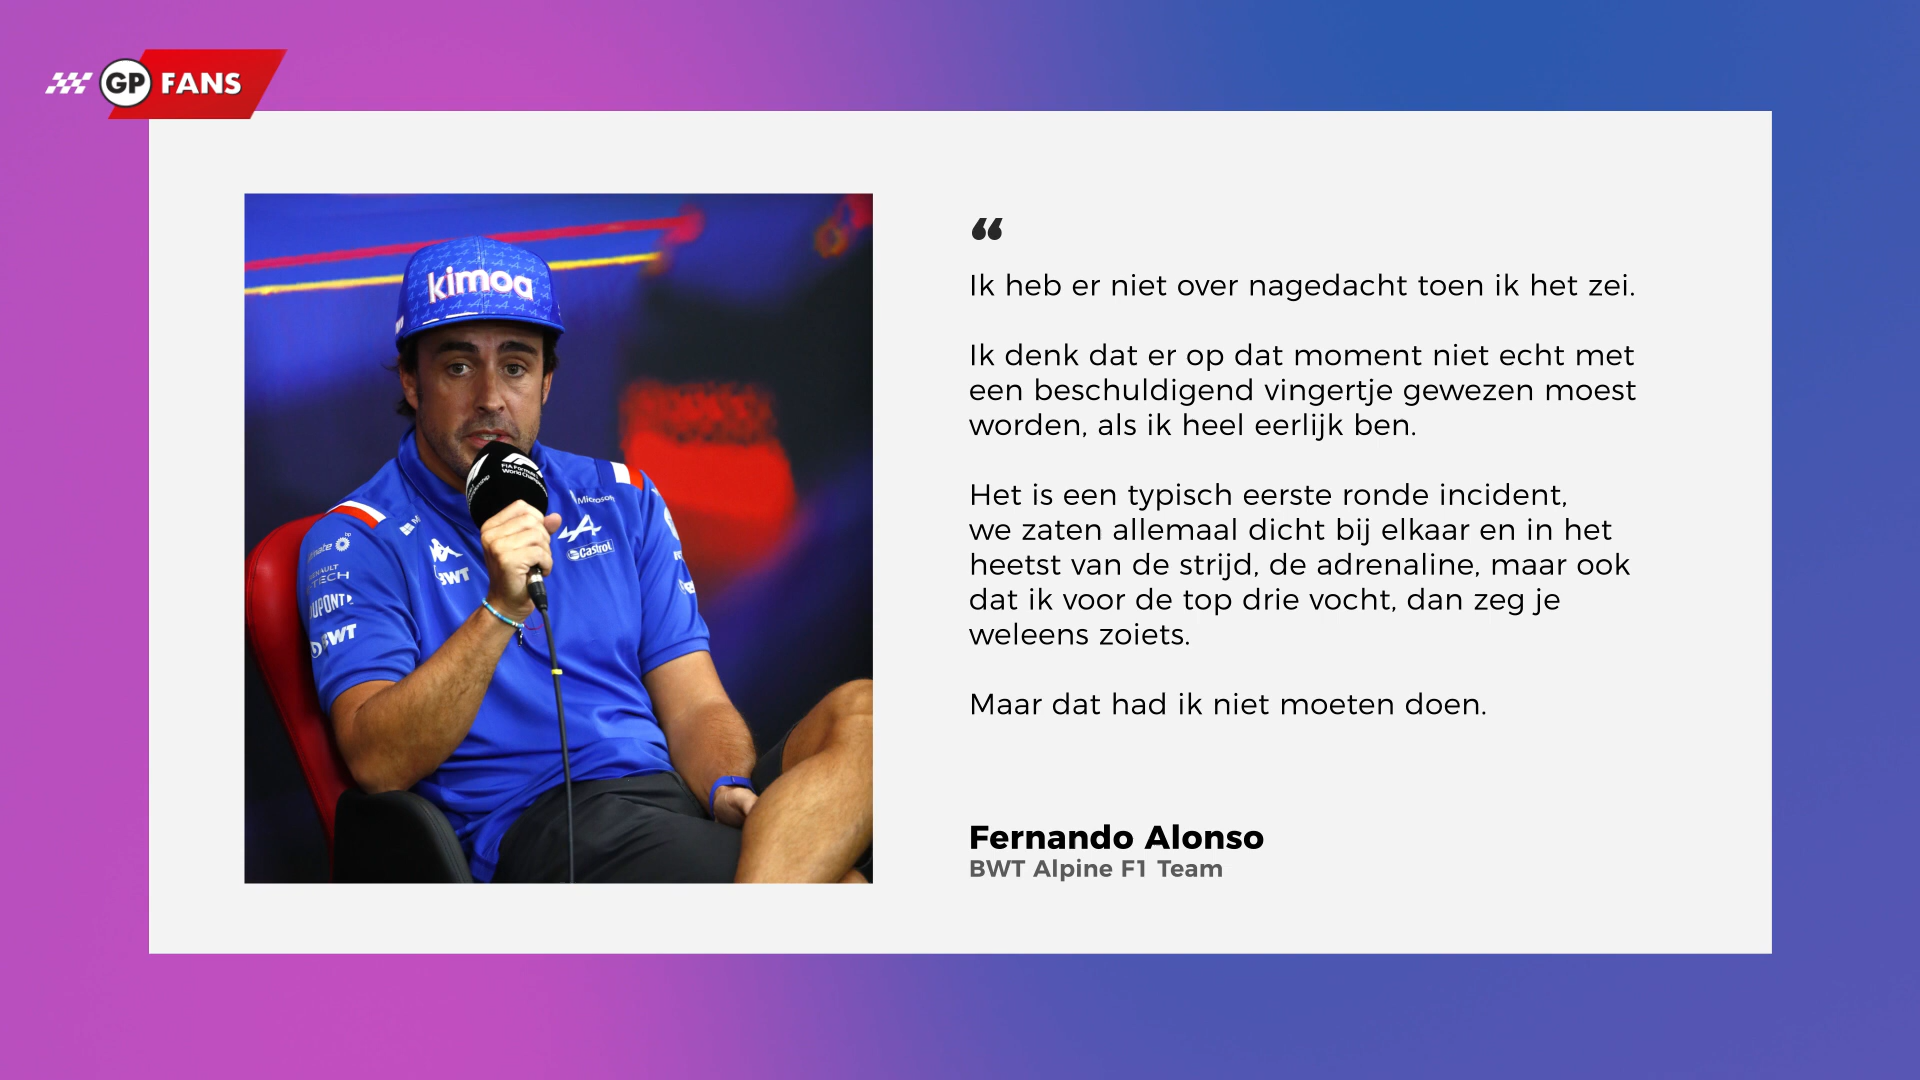 GP FANS
kimoa
“
Ik heb er niet over nagedacht toen ik het zei.
Ik denk dat er op dat moment niet echt met
een beschuldigend vingertje gewezen moest
worden, als ik heel eerlijk ben.
Het is een typisch eerste ronde incident,
we zaten allemaal dicht bij elkaar en in het
heetst van de strijd, de adrenaline, maar ook
dat ik voor de top drie vocht, dan zeg je
weleens zoiets.
Maar dat had ik niet moeten doen.
Fernando Alonso
BWT Alpine F1 Team
FIA Formula 1
Microsoft
Castrol
BWT
DUPONT
BWT